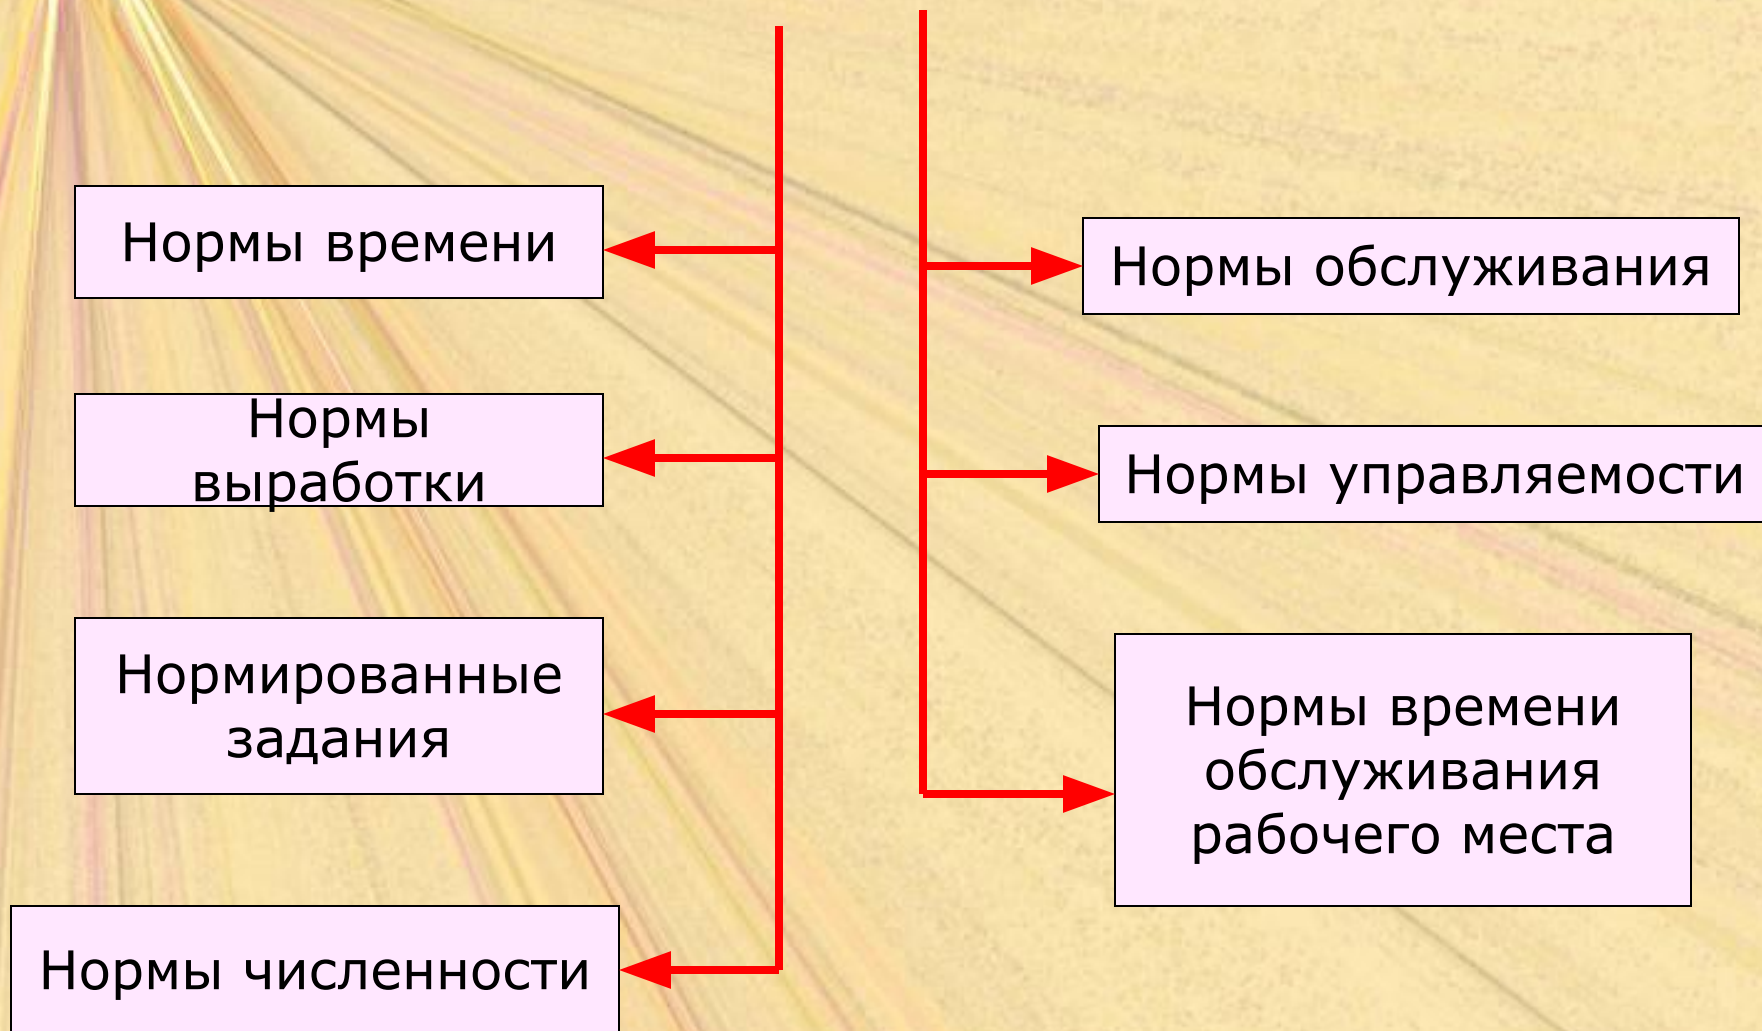 Нормы времени
Нормы
выработки
Нормированные
задания
Нормы численности
Нормы обслуживания
Нормы управляемости
Нормы времени
обслуживания
рабочего места